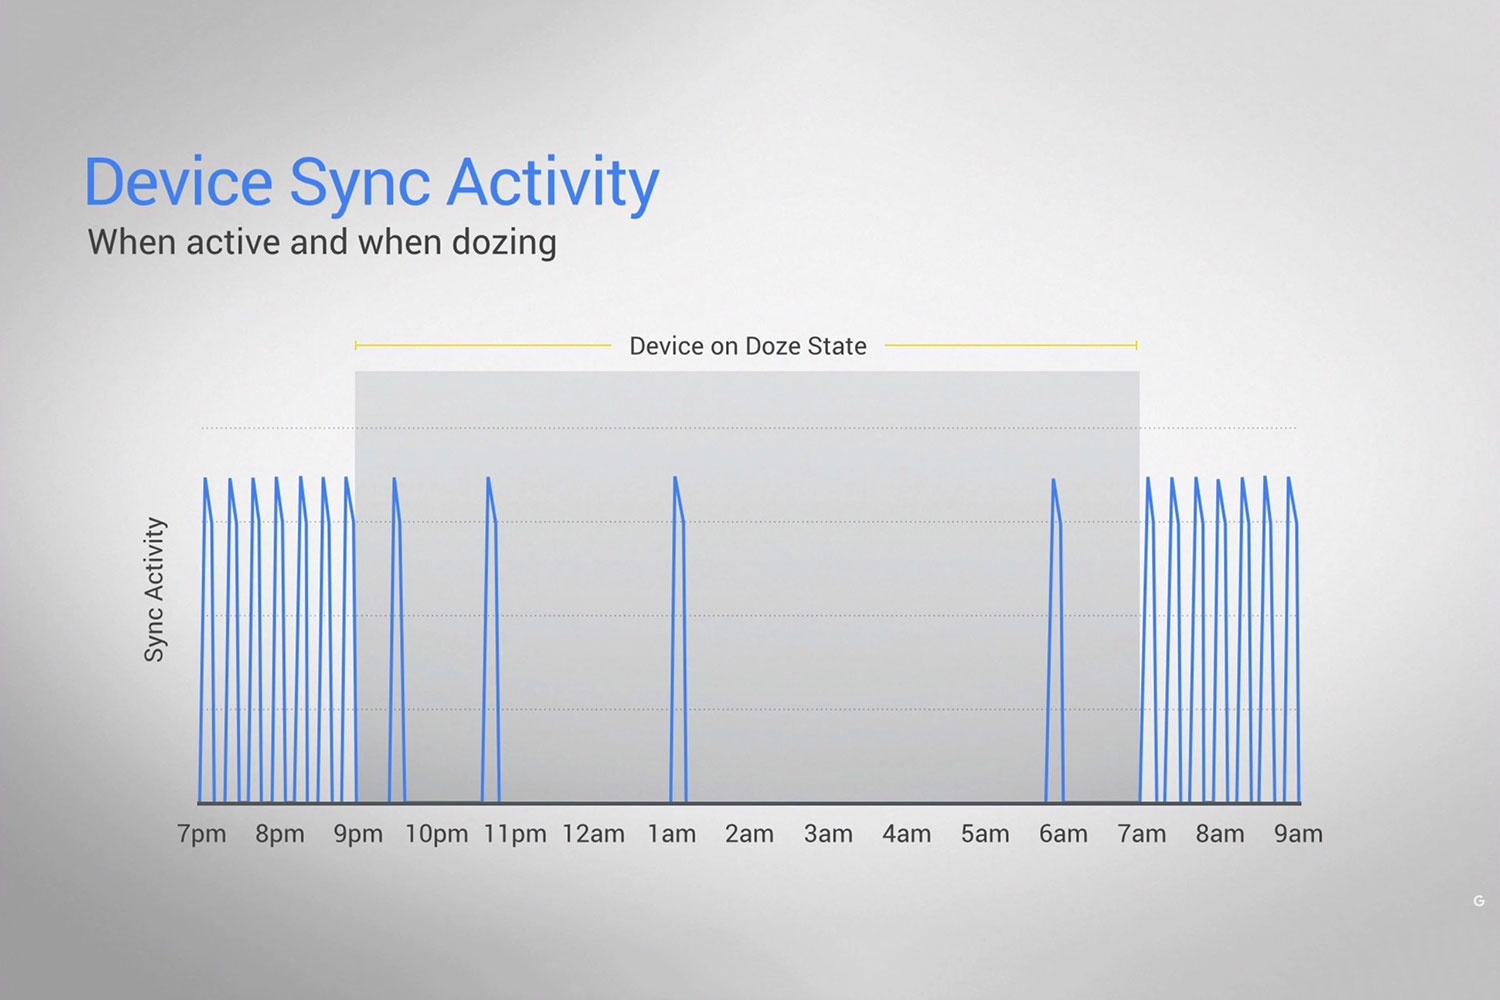 Device Sync Activity
When active and when dozing
Device on Doze State
Sync Activity
7pm 8pm 9pm 10pm 11pm 12am 1am 2am 3am 4am 5am 6am 7am 8am 9am
G